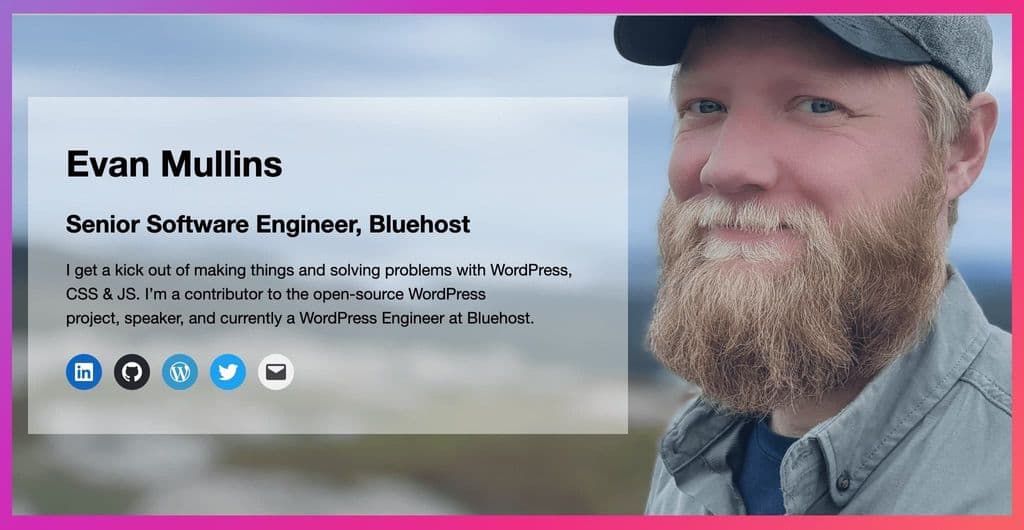 Evan Mullins
Senior Software Engineer, Bluehost
I get a kick out of making things and solving problems with WordPress,
CSS & JS. I'm a contributor to the open-source WordPress
project, speaker, and currently a WordPress Engineer at Bluehost.